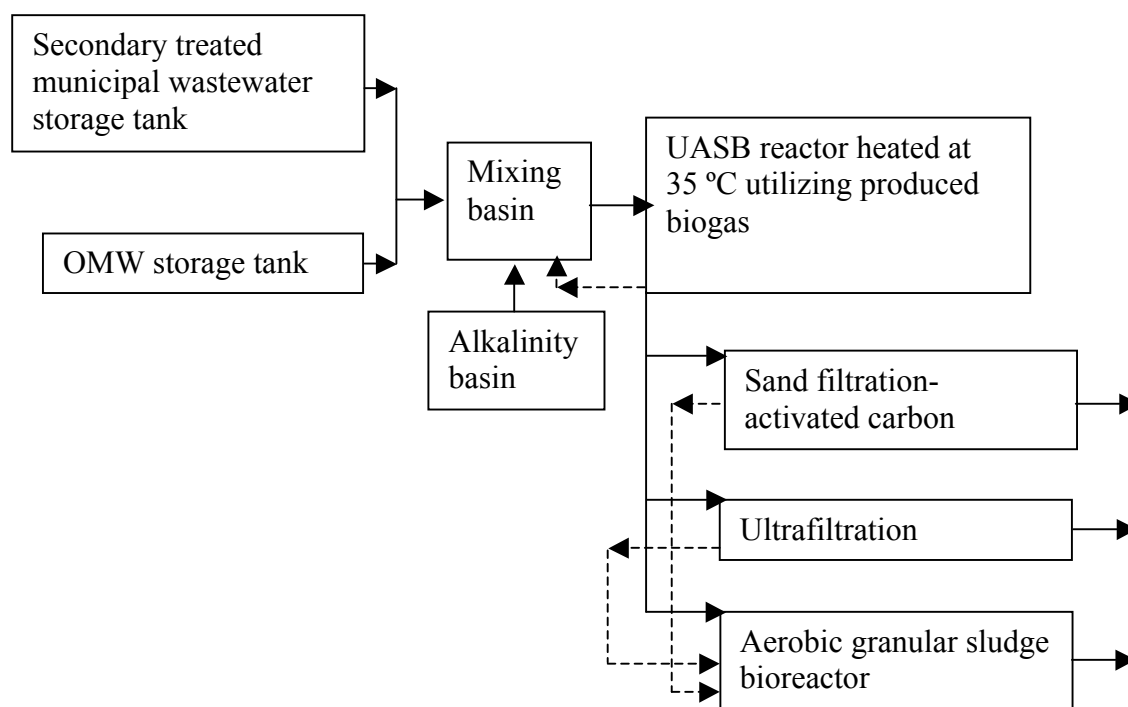 Secondary treated
municipal wastewater
storage tank
OMW storage tank
Mixing
basin
Alkalinity
basin
UASB reactor heated at
35 ºC utilizing produced
biogas
Sand filtration-
activated carbon
Ultrafiltration
Aerobic granular sludge
bioreactor